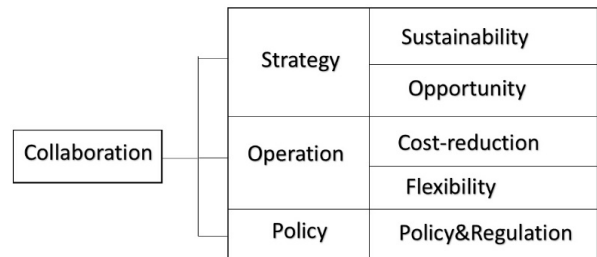 Collaboration
Strategy
Sustainability
Opportunity
Operation
Cost-reduction
Flexibility
Policy
Policy&Regulation